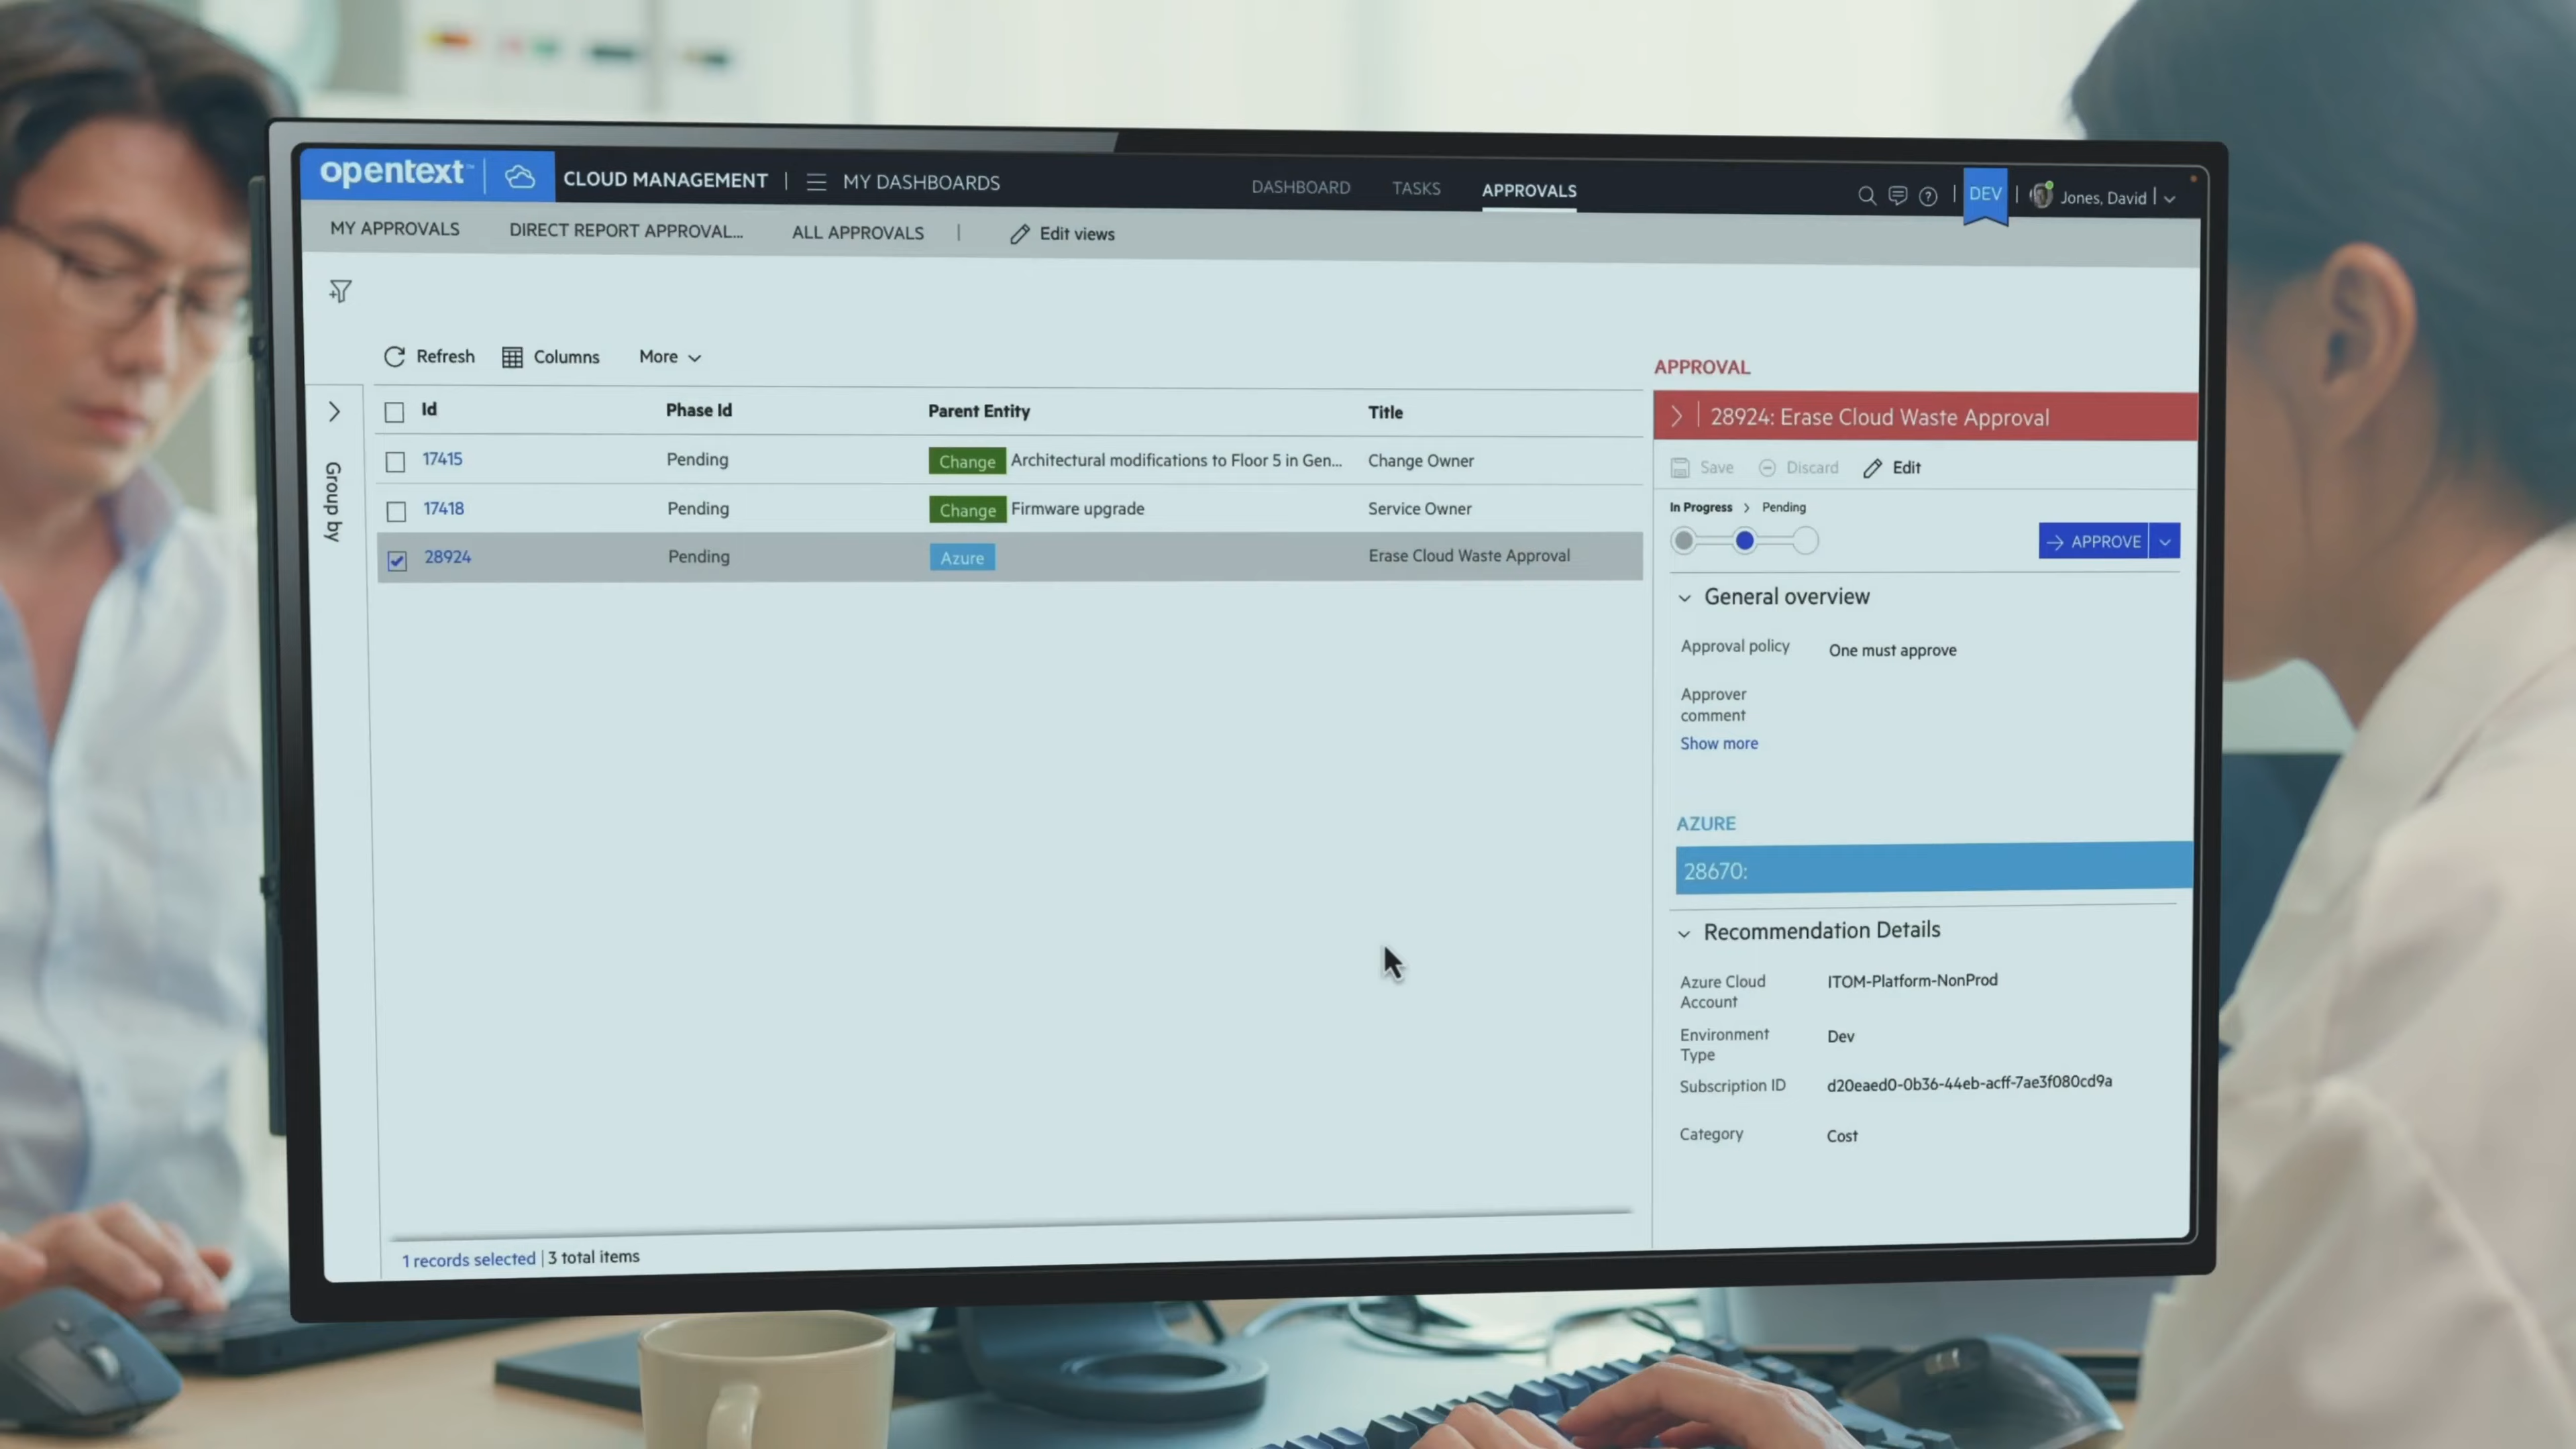 opentext™
CLOUD MANAGEMENT
MY DASHBOARDS
DASHBOARD
TASKS
APPROVALS
DEV
Jones, David
MY APPROVALS
DIRECT REPORT APPROVAL...
ALL APPROVALS
Edit views
Refresh
Columns
More
Group by
Id Phase Id Parent Entity Title
17415 Pending Change Architectural modifications to Floor 5 in Gen... Change Owner
17418 Pending Change Firmware upgrade Service Owner
28924 Pending Azure Erase Cloud Waste Approval
1 records selected | 3 total items
APPROVAL
28924: Erase Cloud Waste Approval
Save Discard Edit
In Progress > Pending
APPROVE
General overview
Approval policy One must approve
Approver
comment
Show more
AZURE
28670:
Recommendation Details
Azure Cloud
Account
ITOM-Platform-NonProd
Environment
Type
Dev
Subscription ID d20eaed0-0b36-44eb-acff-7ae3f080cd9a
Category Cost